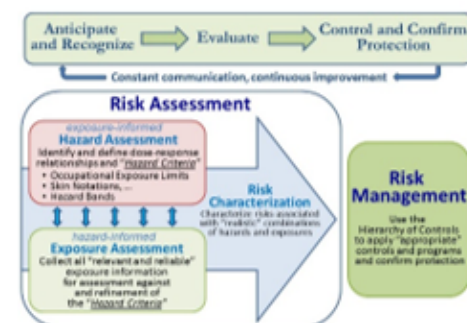 Anticipate
and Recognize
Evaluate
Control and Confirm
Protection
Constant communication, continuous improvement
Risk Assessment
exposure-informed
Hazard Assessment
Identify and define dose-response
relationships and "Hazard Criteria"
• Occupational Exposure Limits
• Skin Notations, ...
• Hazard Bands
hazard-informed
Exposure Assessment
Collect all "relevant and reliable"
exposure information
for assessment against
and refinement of
the "Hazard Criteria"
Risk
Characterization
Characterize risks associated
with "realistic" combinations
of hazards and exposures
Risk
Management
Use the
Hierarchy of Controls
to apply "appropriate"
controls and programs
and confirm protection